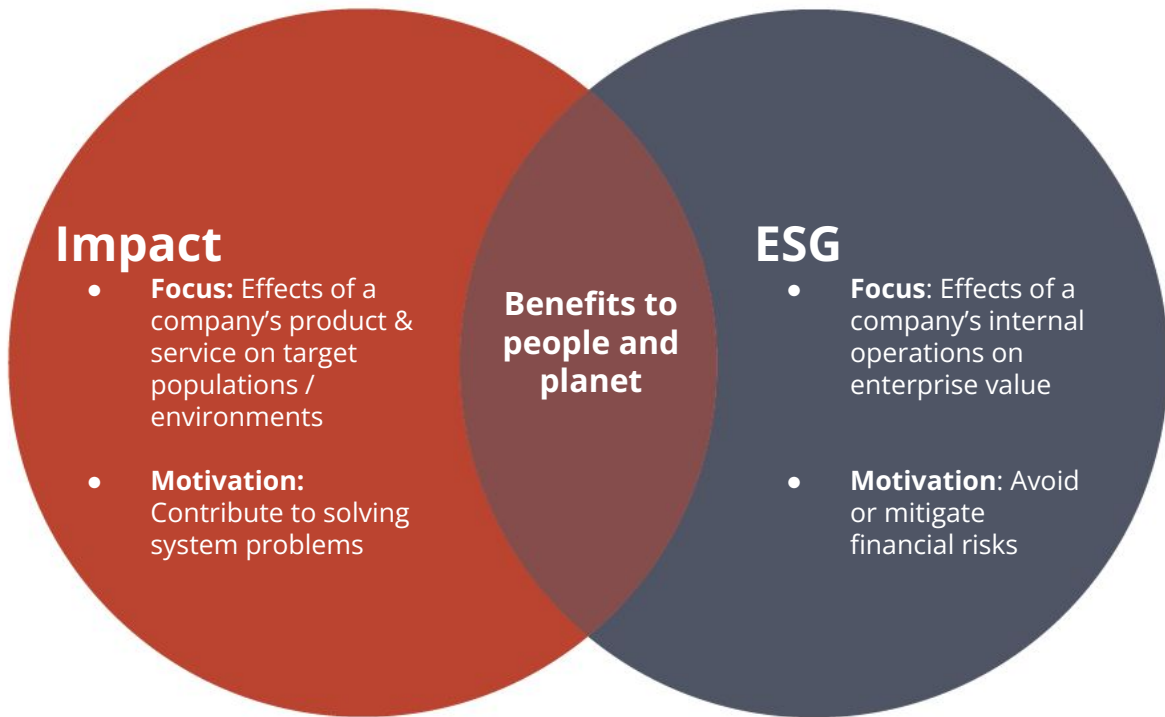 Impact
● Focus: Effects of a
company’s product &
service on target
populations /
environments
● Motivation:
Contribute to solving
system problems
Benefits to
people and
planet
ESG
● Focus: Effects of a
company’s internal
operations on
enterprise value
● Motivation: Avoid
or mitigate
financial risks